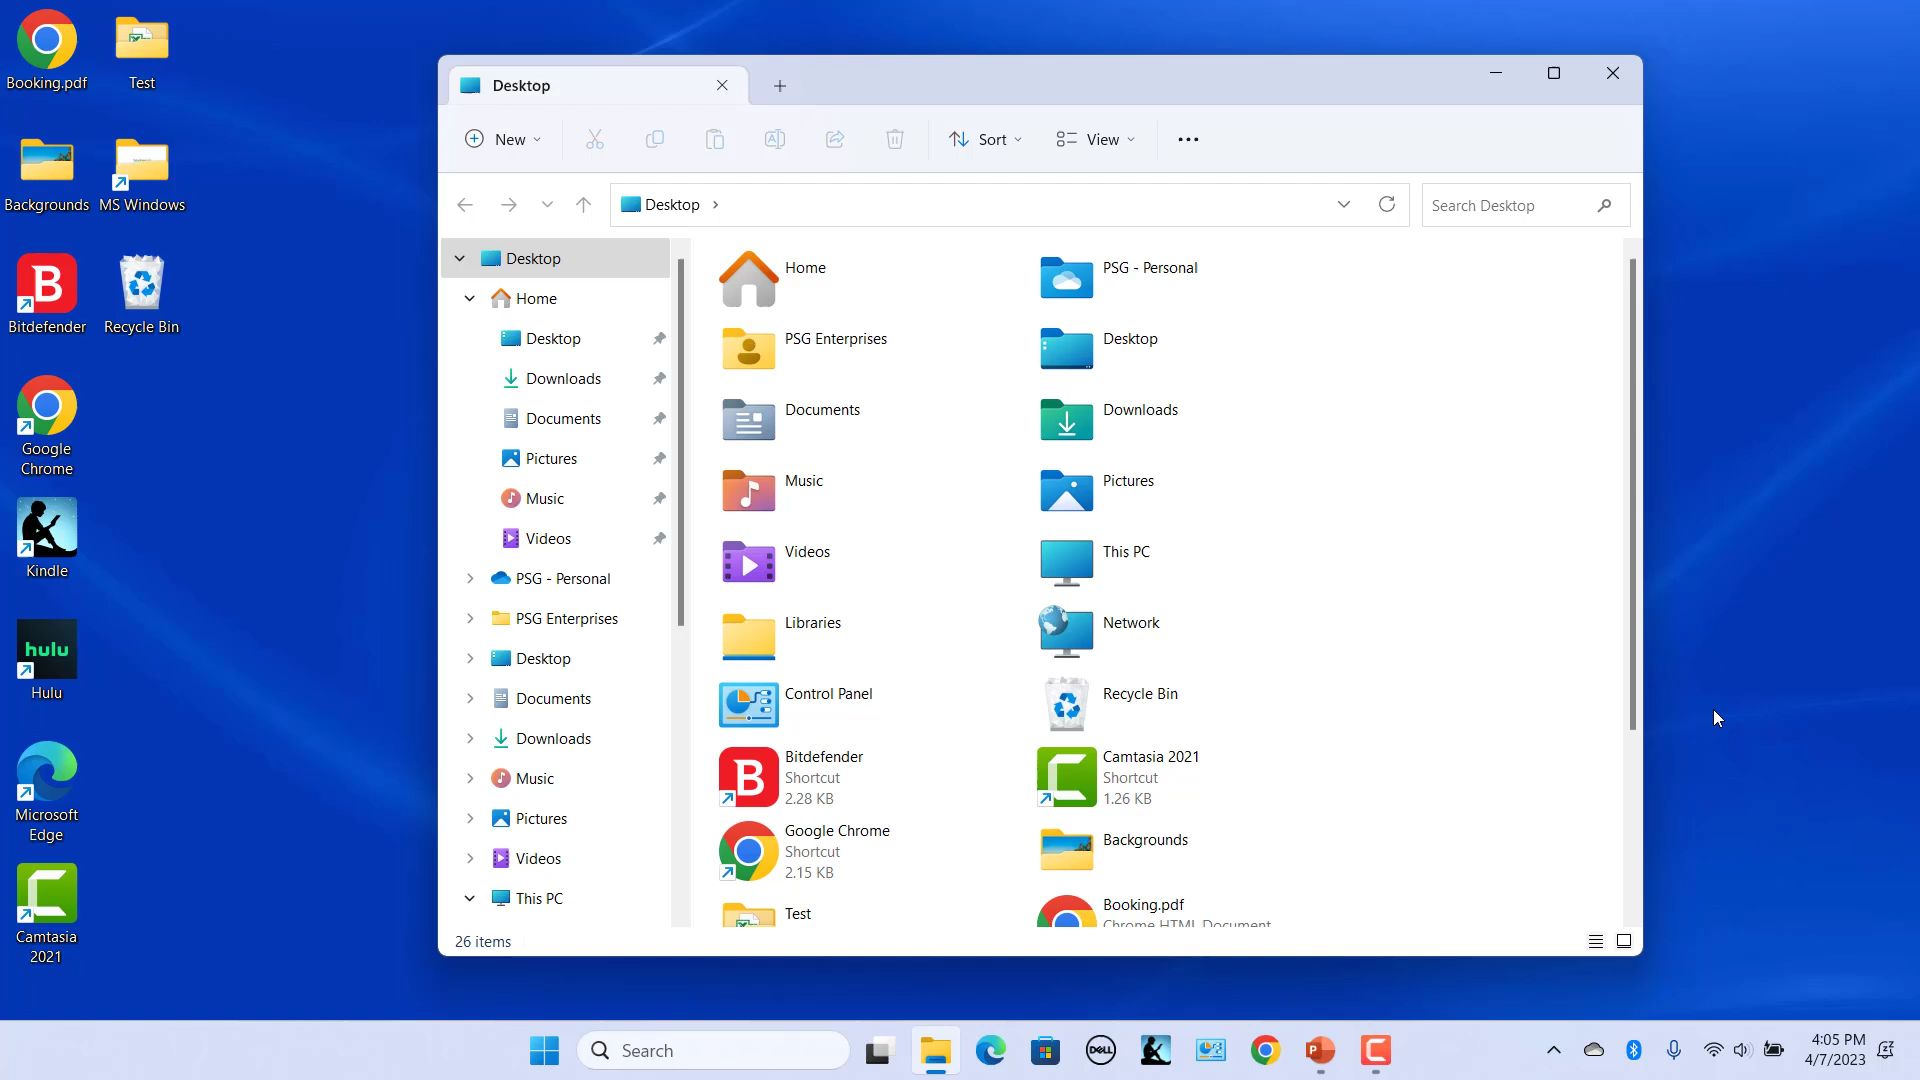 Booking.pdf
Test
Backgrounds
MS Windows
Bitdefender
Recycle Bin
Google
Chrome
Kindle
hulu
Hulu
Microsoft
Edge
Camtasia
2021
Desktop
New
Sort
View
Desktop
Search Desktop
Desktop
Home
Desktop
Downloads
Documents
Pictures
Music
Videos
PSG - Personal
PSG Enterprises
Desktop
Documents
Downloads
Music
Pictures
Videos
This PC
Home
PSG - Personal
PSG Enterprises
Desktop
Documents
Downloads
Music
Pictures
Videos
This PC
Libraries
Network
Control Panel
Recycle Bin
Bitdefender
Shortcut
2.28 KB
Camtasia 2021
Shortcut
1.26 KB
Google Chrome
Shortcut
2.15 KB
Backgrounds
Test
Booking.pdf
Chrome HTML Document
26 items
Search
DELL
4:05 PM
4/7/2023